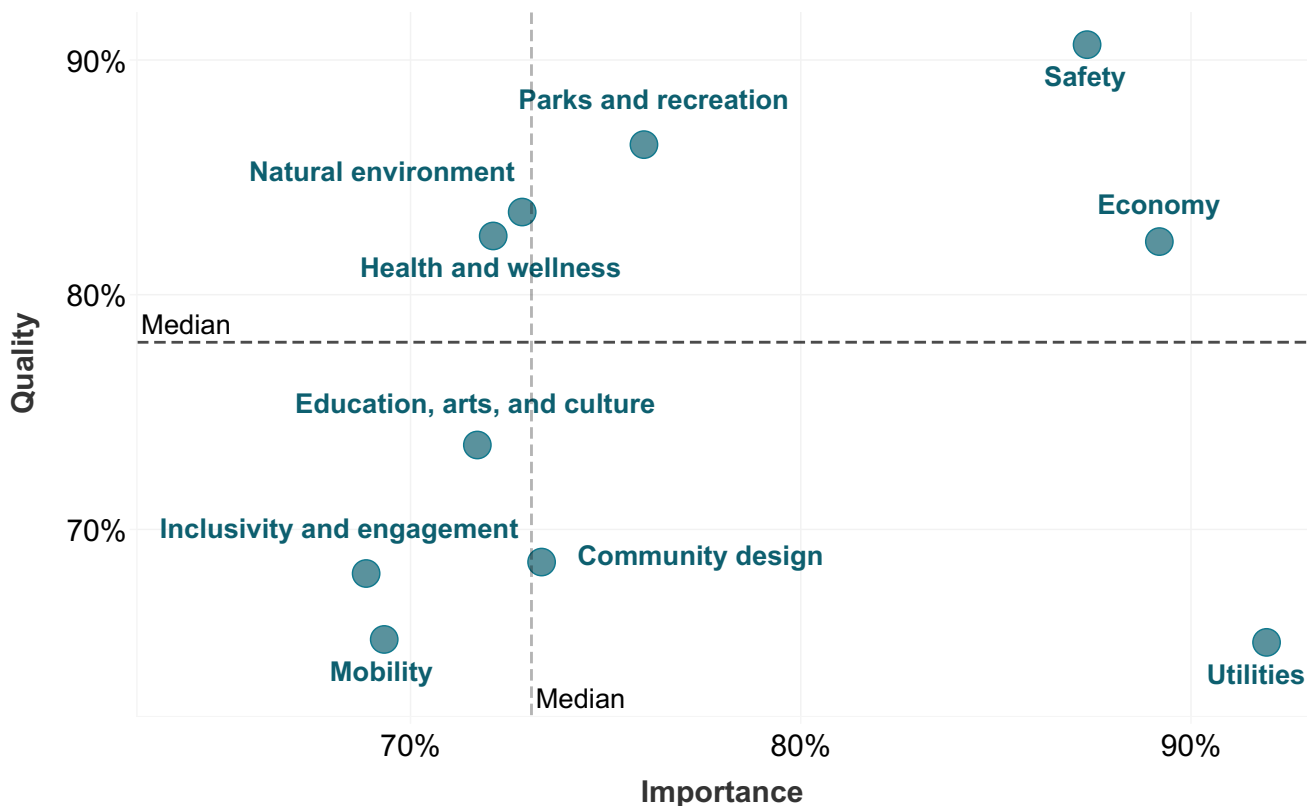 90%
Safety
Parks and recreation
Natural environment
Economy
Health and wellness
80%
Median
Quality
Education, arts, and culture
70%
Inclusivity and engagement
Community design
Mobility
Utilities
Median
70%
80%
90%
Importance